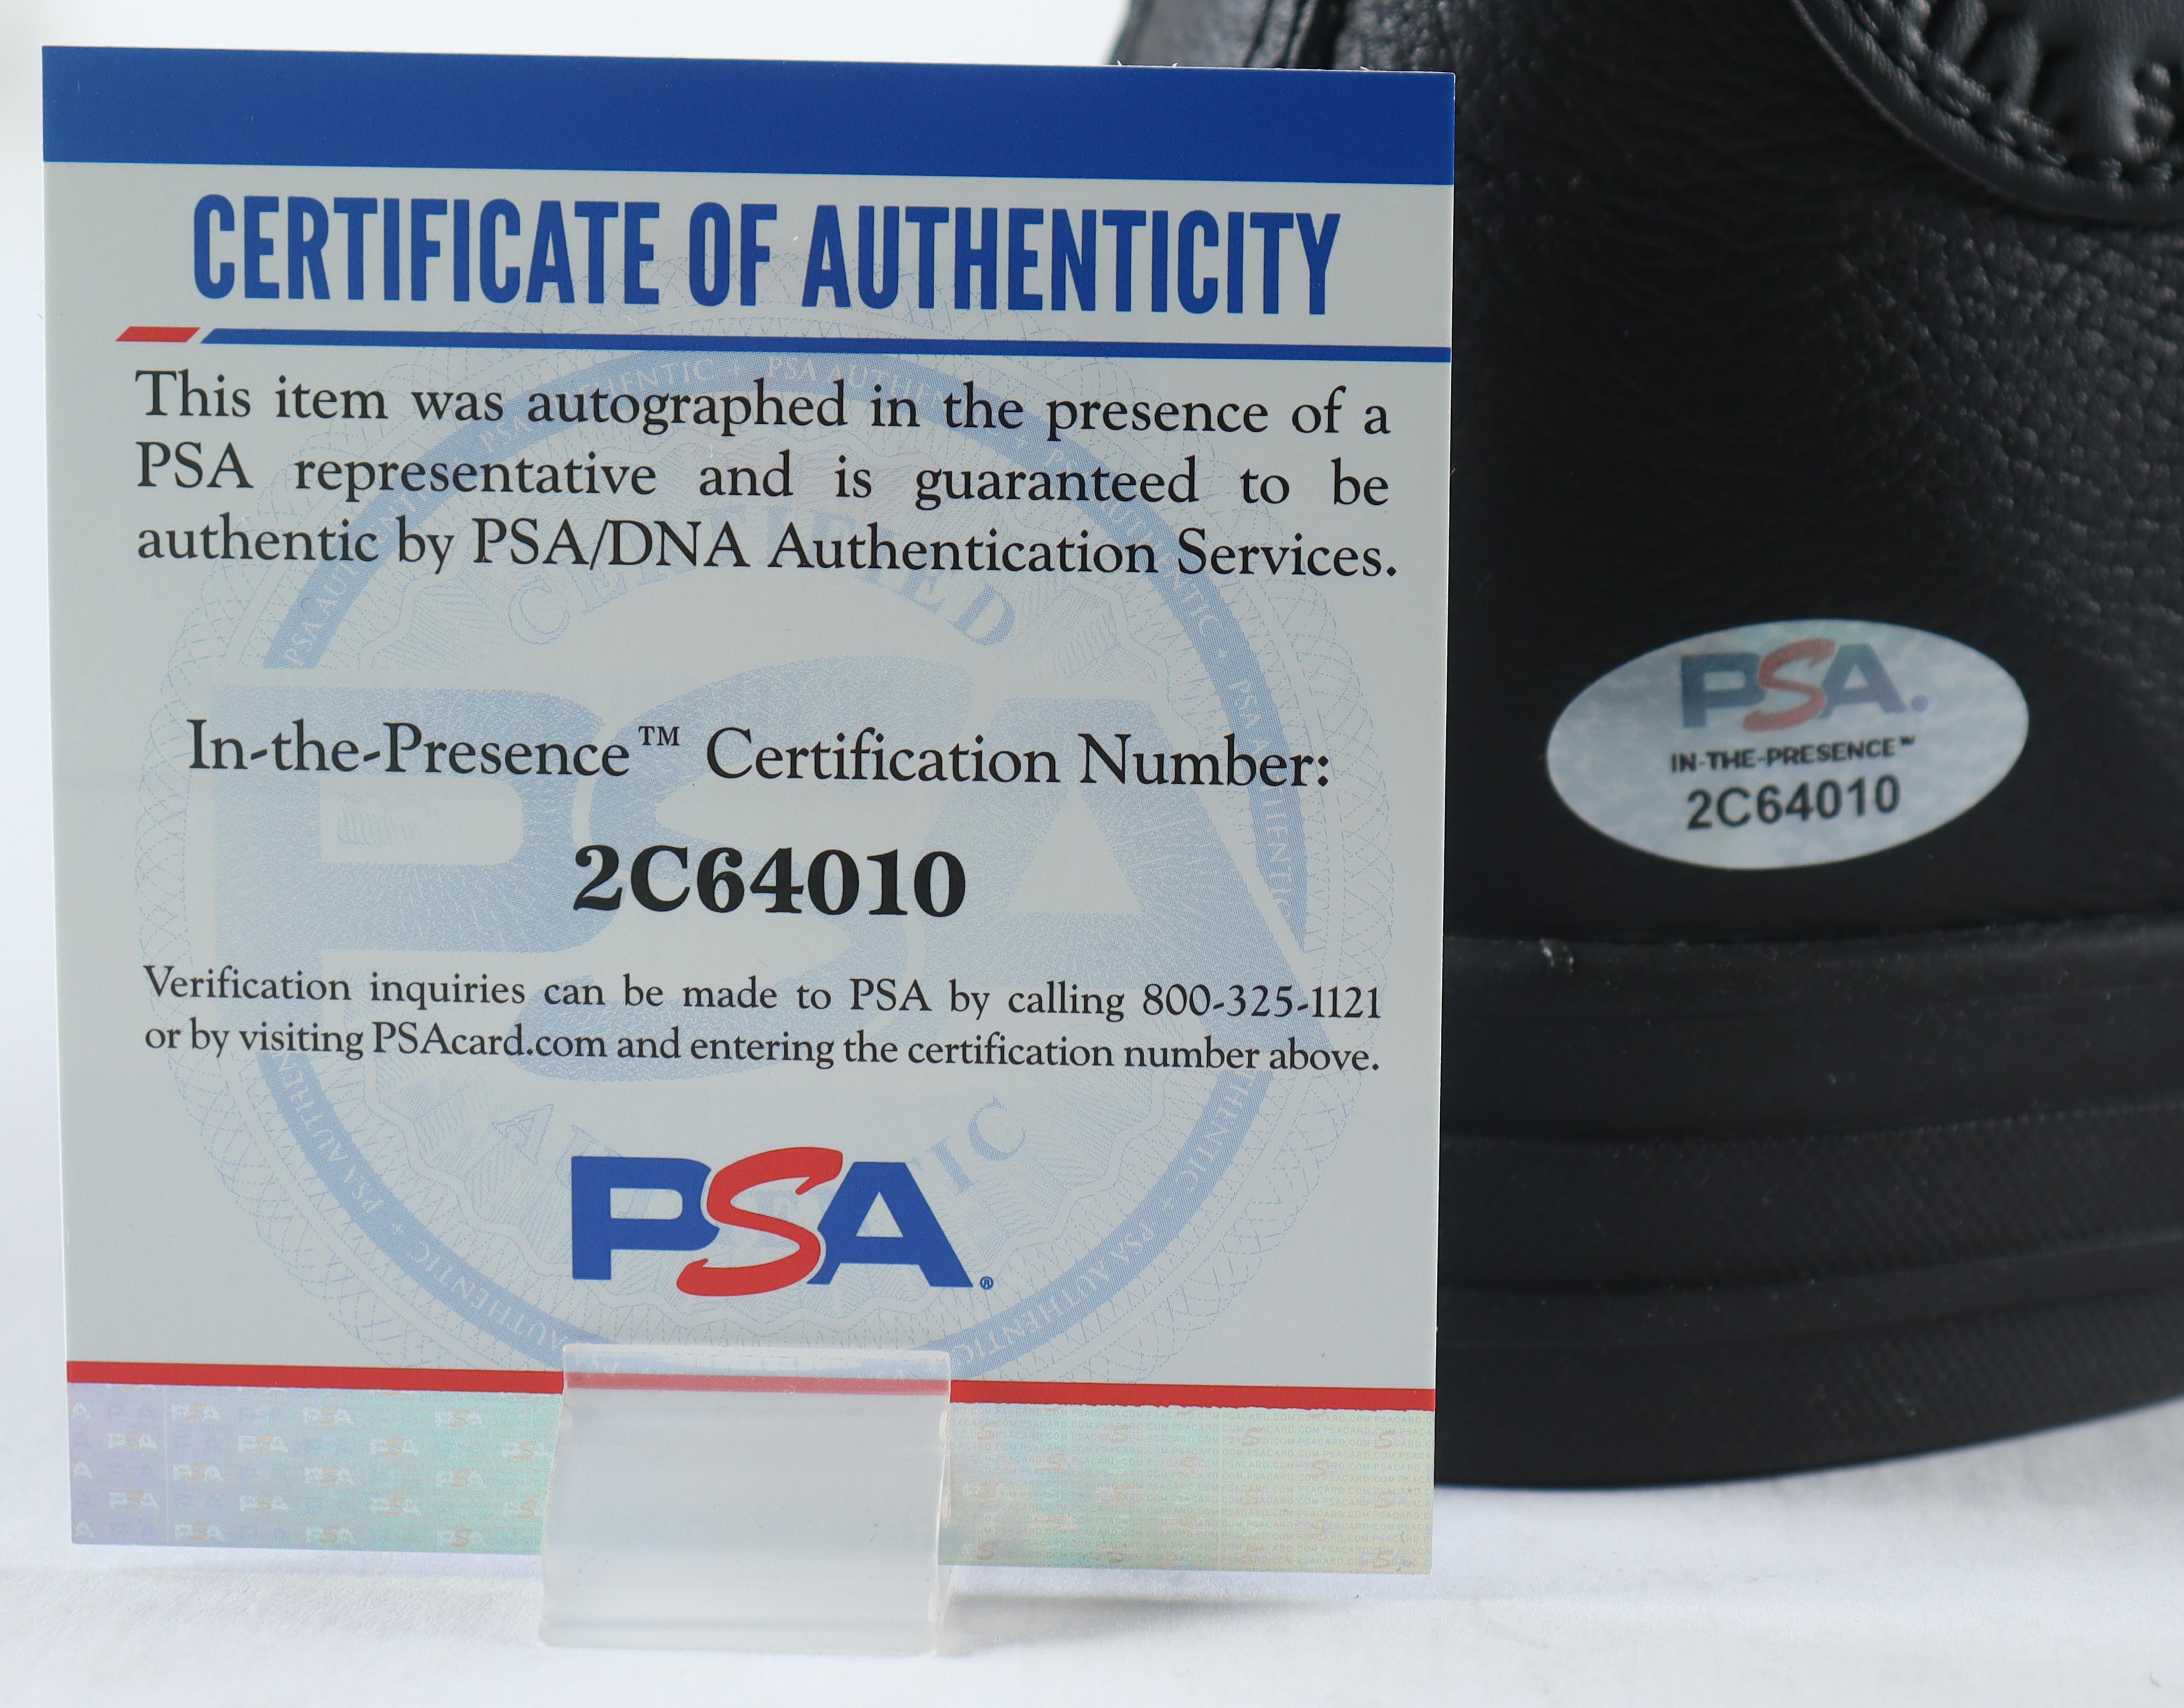 CERTIFICATE OF AUTHENTICITY
This item was autographed in the presence of a
PSA representative and is guaranteed to be
authentic by PSA/DNA Authentication Services.
CERTIFIED
In-the-Presence™ Certification Number:
2C64010
Verification inquiries can be made to PSA by calling 800-325-1121
or by visiting PSAcard.com and entering the certification number above.
PSA®
PSA
IN-THE-PRESENCE™
2C64010